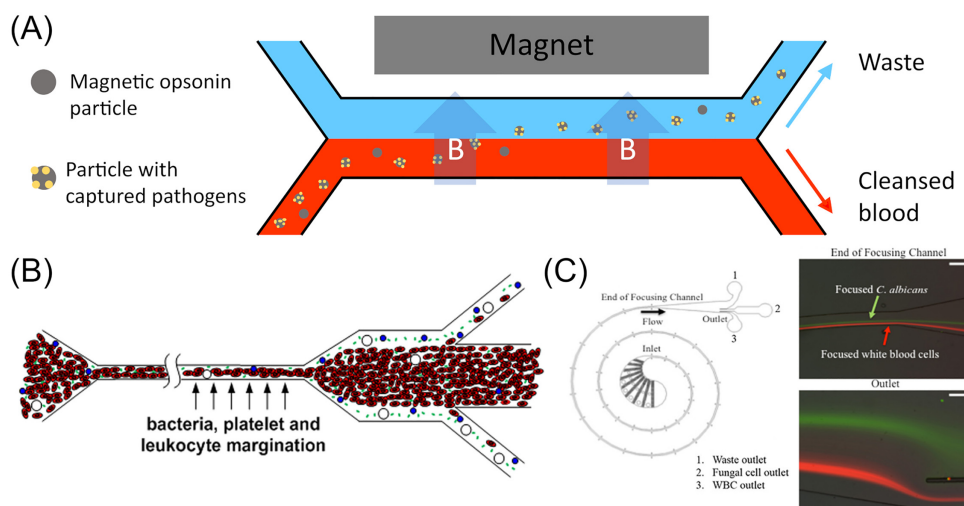 (A)
Magnet
Magnetic opsonin
particle
Particle with
captured pathogens
B
B
Waste
Cleansed
blood
(B)
bacteria, platelet and
leukocyte margination
(C)
End of Focusing Channel
Flow
Inlet
Outlet
1
2
3
1. Waste outlet
2. Fungal cell outlet
3. WBC outlet
End of Focusing Channel
Focused C. albicans
Focused white blood cells
Outlet